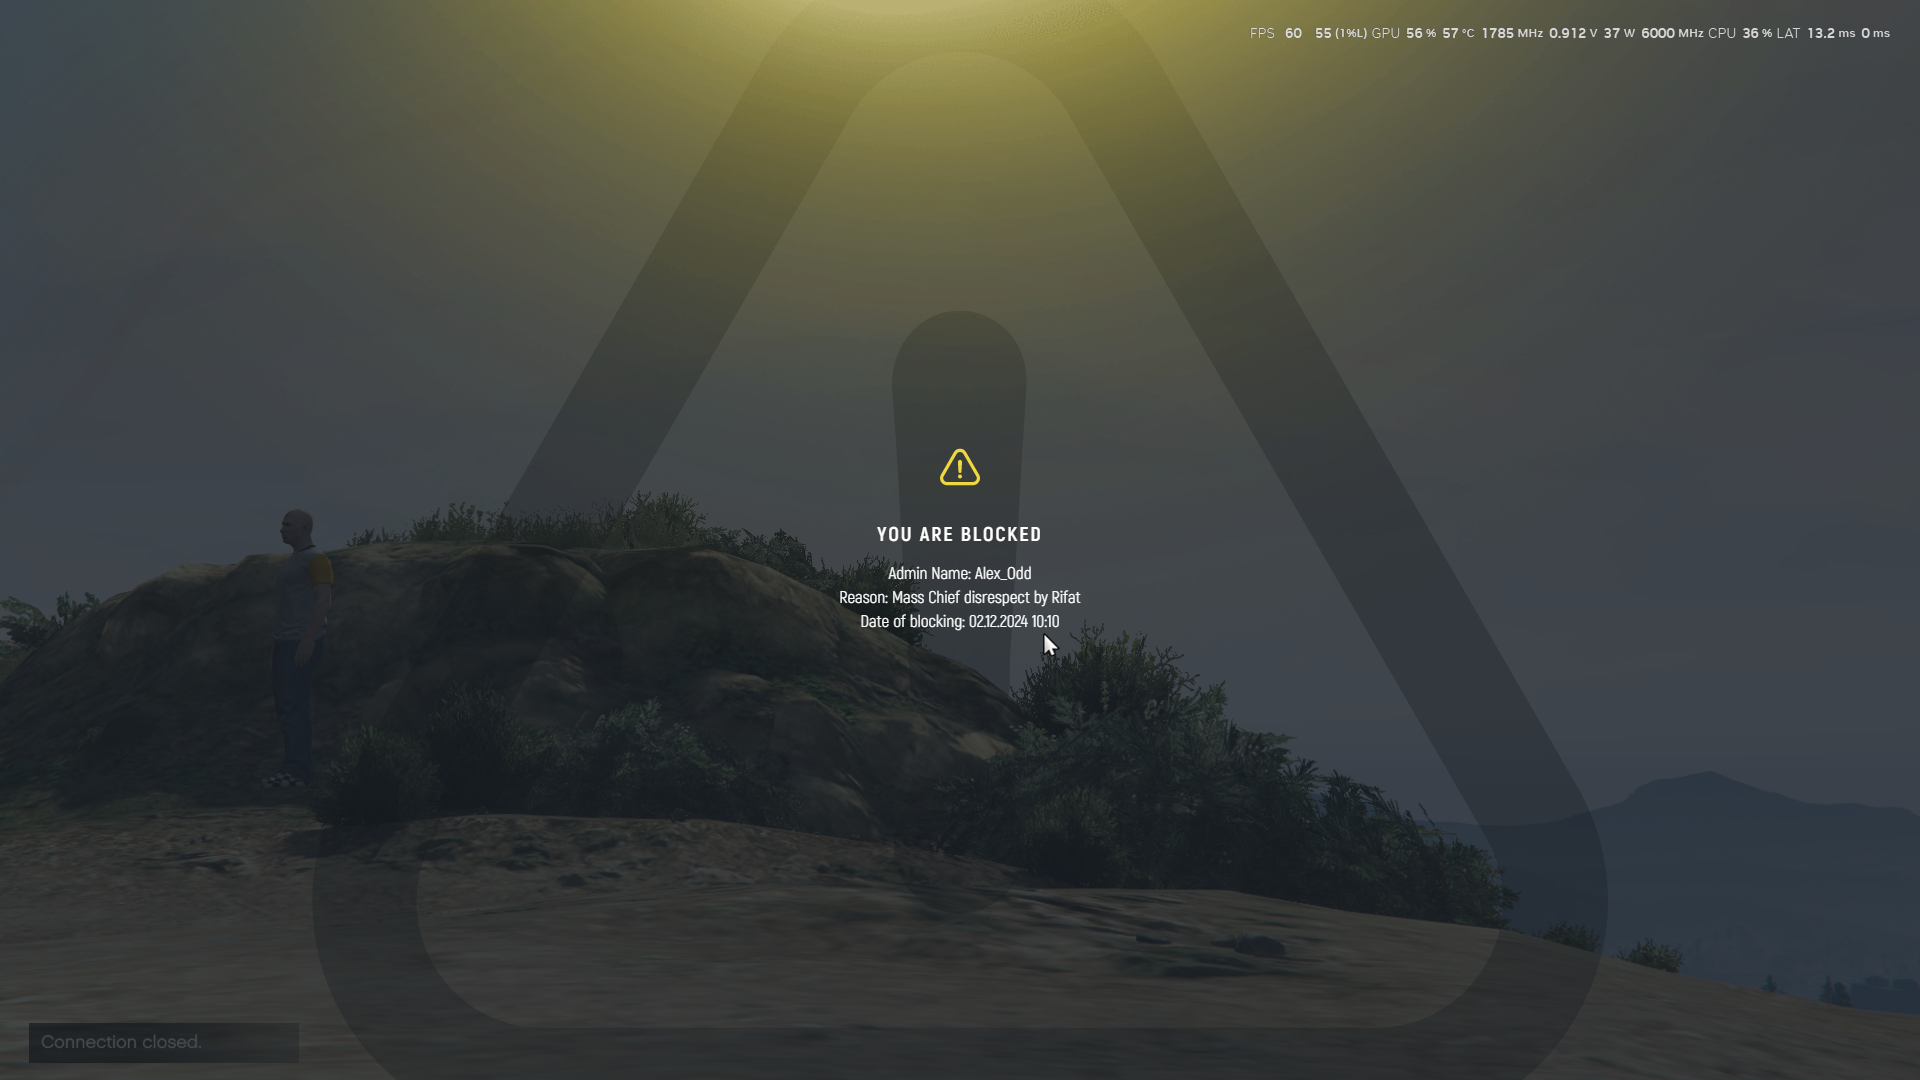 FPS 60 55 (1%L) GPU 56 % 57 °C 1785 MHz 0.912 V 37 W 6000 MHz CPU 36 % LAT 13.2 ms 0 ms
YOU ARE BLOCKED
Admin Name: Alex_Odd
Reason: Mass Chief disrespect by Rifat
Date of blocking: 02.12.2024 10:10
Connection closed.